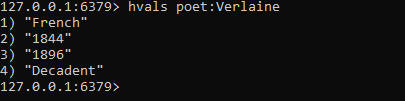 127.0.0.1:6379> hvals poet:Verlaine
1) "French"
2) "1844"
3) "1896"
4) "Decadent"
127.0.0.1:6379>